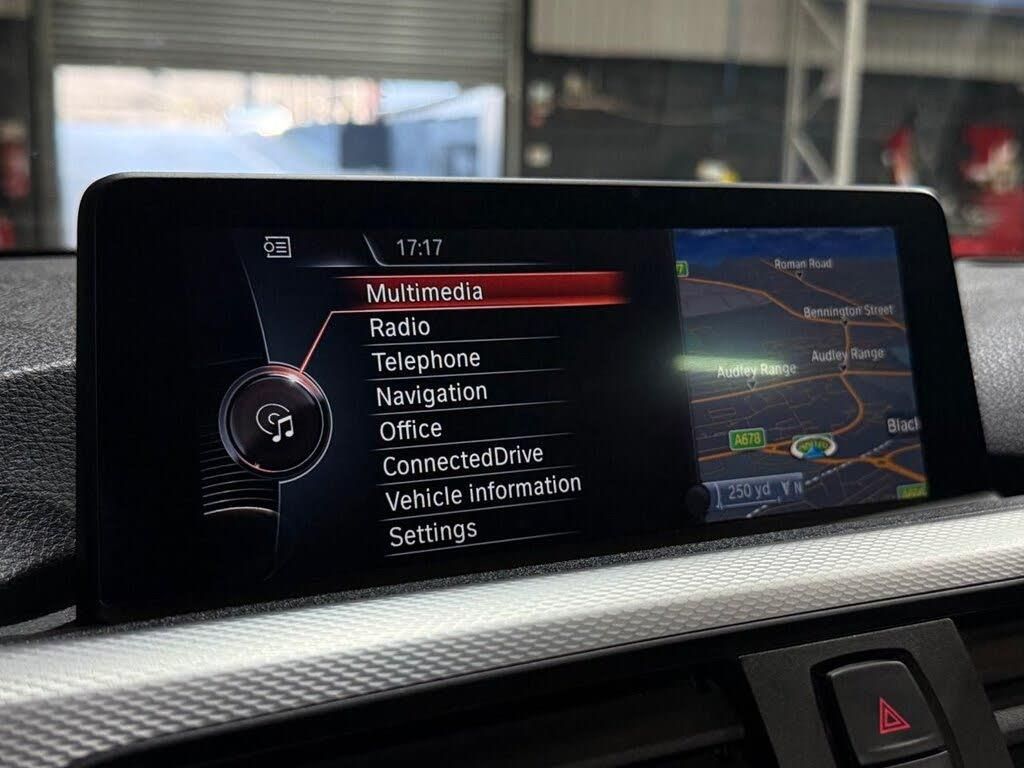 17:17
Multimedia
Radio
Telephone
Navigation
Office
ConnectedDrive
Vehicle information
Settings
Roman Road
Bennington Street
Audley Range
Audley Range
A678
Black
250 yd
N